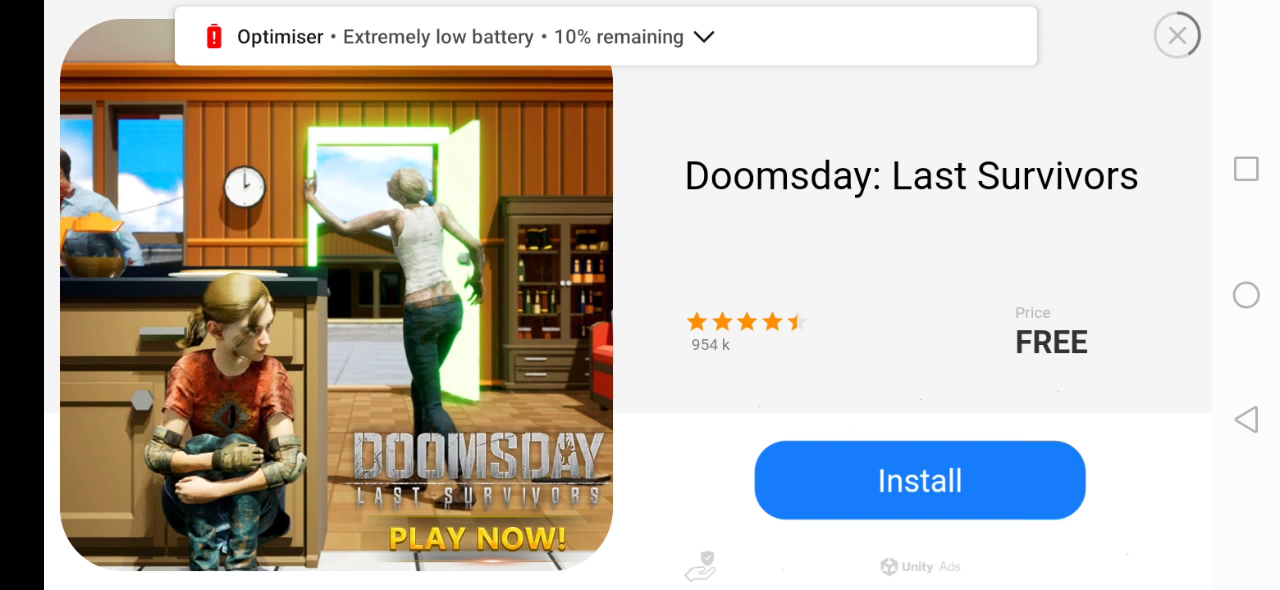 Optimiser • Extremely low battery • 10% remaining
Doomsday: Last Survivors
954 k
Price
FREE
DOOMSDAY
LAST SURVIVORS
PLAY NOW!
Install
Unity Ads